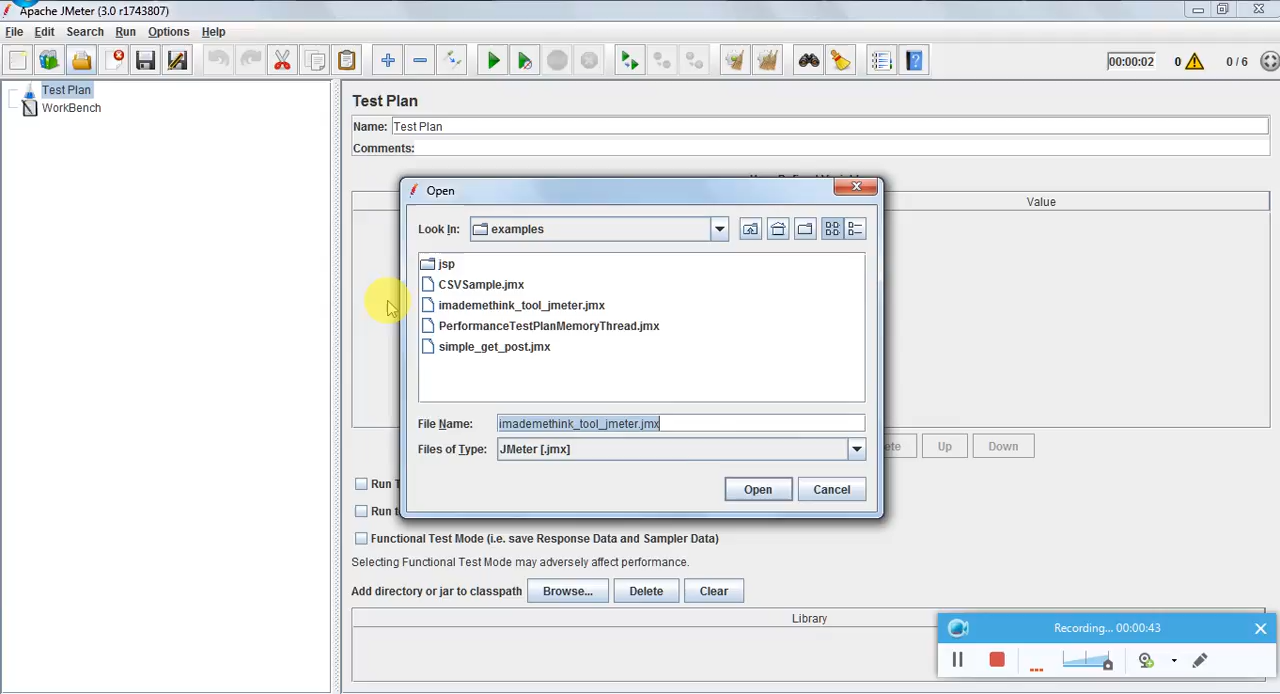 Apache JMeter (3.0 r1743807)
File Edit Search Run Options Help
00:00:02 0 0 / 6
Test Plan
WorkBench
Test Plan
Name: Test Plan
Comments:
Value
Open
Look In: examples
jsp
CSVSample.jmx
imademethink_tool_jmeter.jmx
PerformanceTestPlanMemoryThread.jmx
simple_get_post.jmx
File Name: imademethink_tool_jmeter.jmx
Files of Type: JMeter [.jmx]
Open Cancel
Up Down
Run
Run
Functional Test Mode (i.e. save Response Data and Sampler Data)
Selecting Functional Test Mode may adversely affect performance.
Add directory or jar to classpath Browse... Delete Clear
Library
Recording... 00:00:43